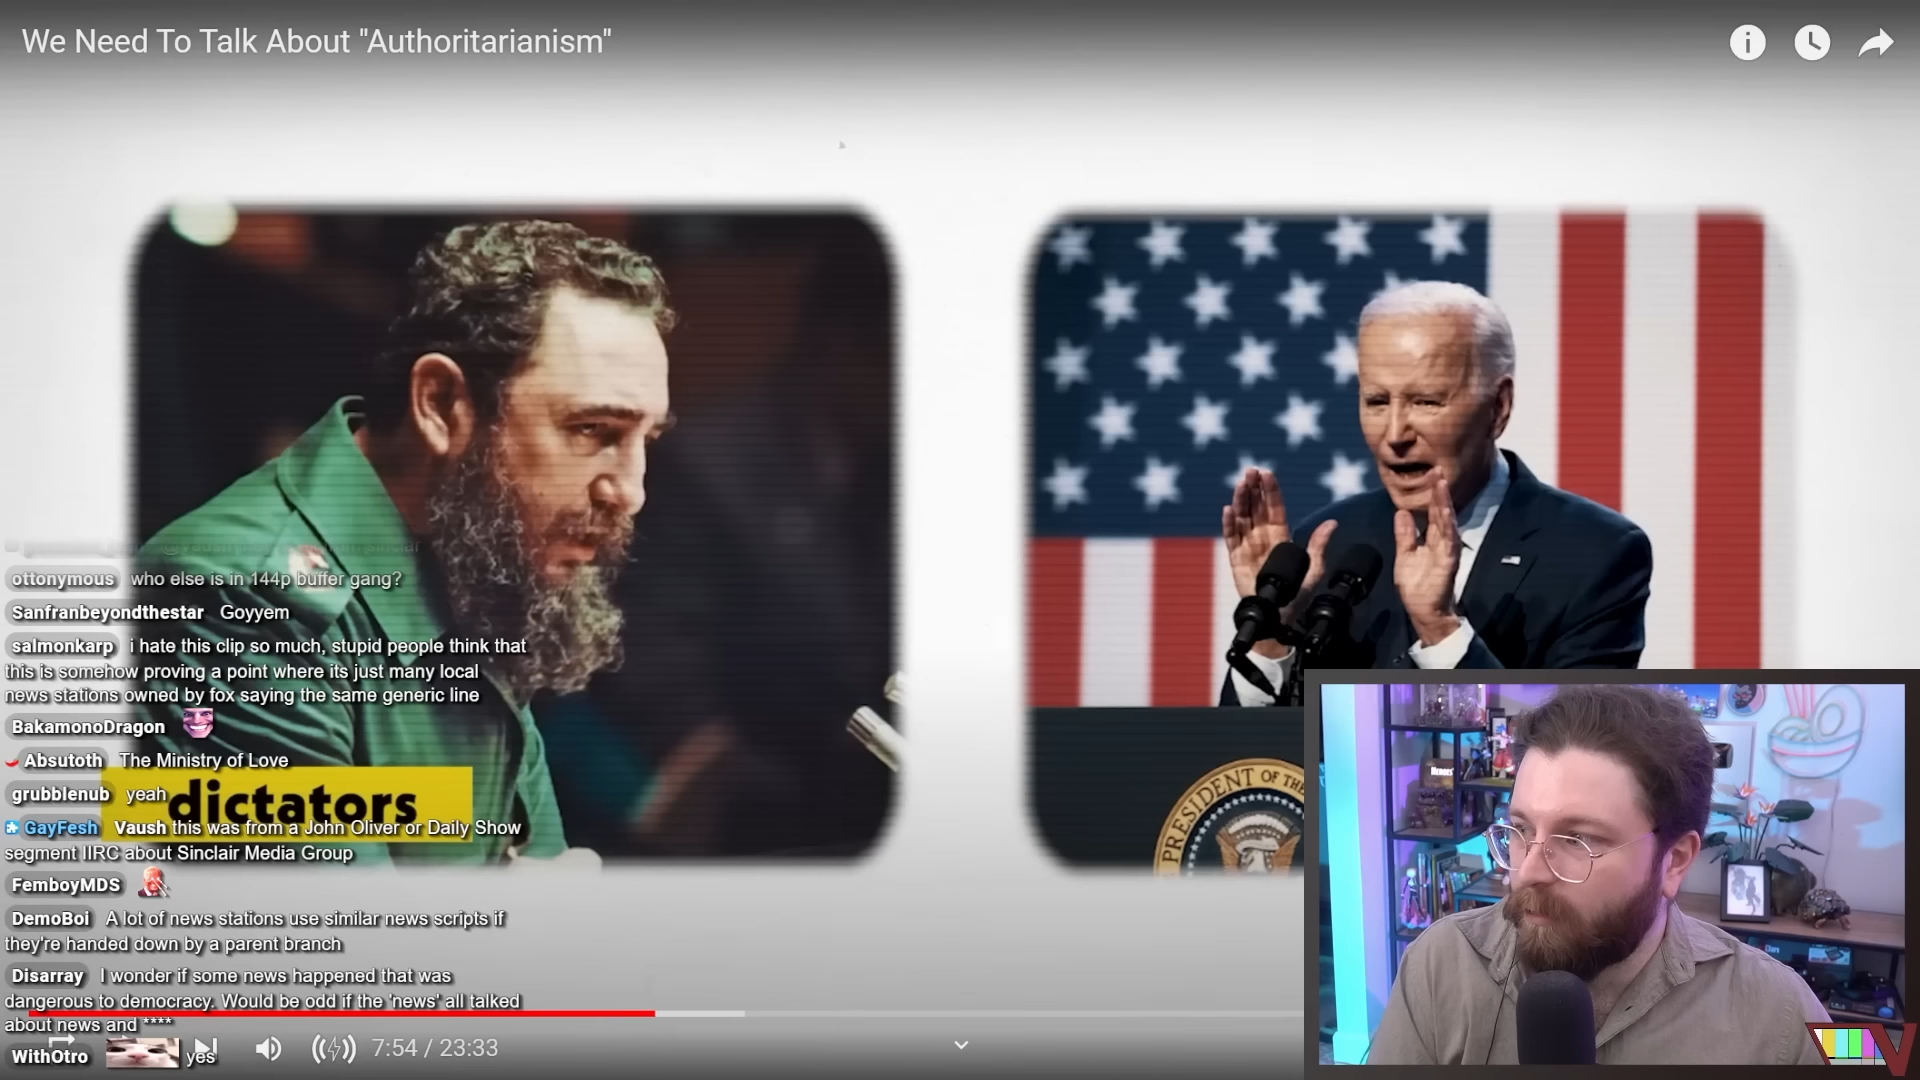 We Need To Talk About "Authoritarianism"
ottonymous who else is in 144p buffer gang?
Sanfranbeyondthestar Goyyem
salmonkarp i hate this clip so much, stupid people think that
this is somehow proving a point where its just many local
news stations owned by fox saying the same generic line
BakamonoDragon
Absutoth The Ministry of Love
grubblenub yeah
dictators
GayFesh Vaush this was from a John Oliver or Daily Show
segment IIRC about Sinclair Media Group
FemboyMDS
DemoBoi A lot of news stations use similar news scripts if
they're handed down by a parent branch
Disarray I wonder if some news happened that was
dangerous to democracy. Would be odd if the 'news' all talked
about news and ****
WithOtro yes
7:54 / 23:33
PRESIDENT OF THE